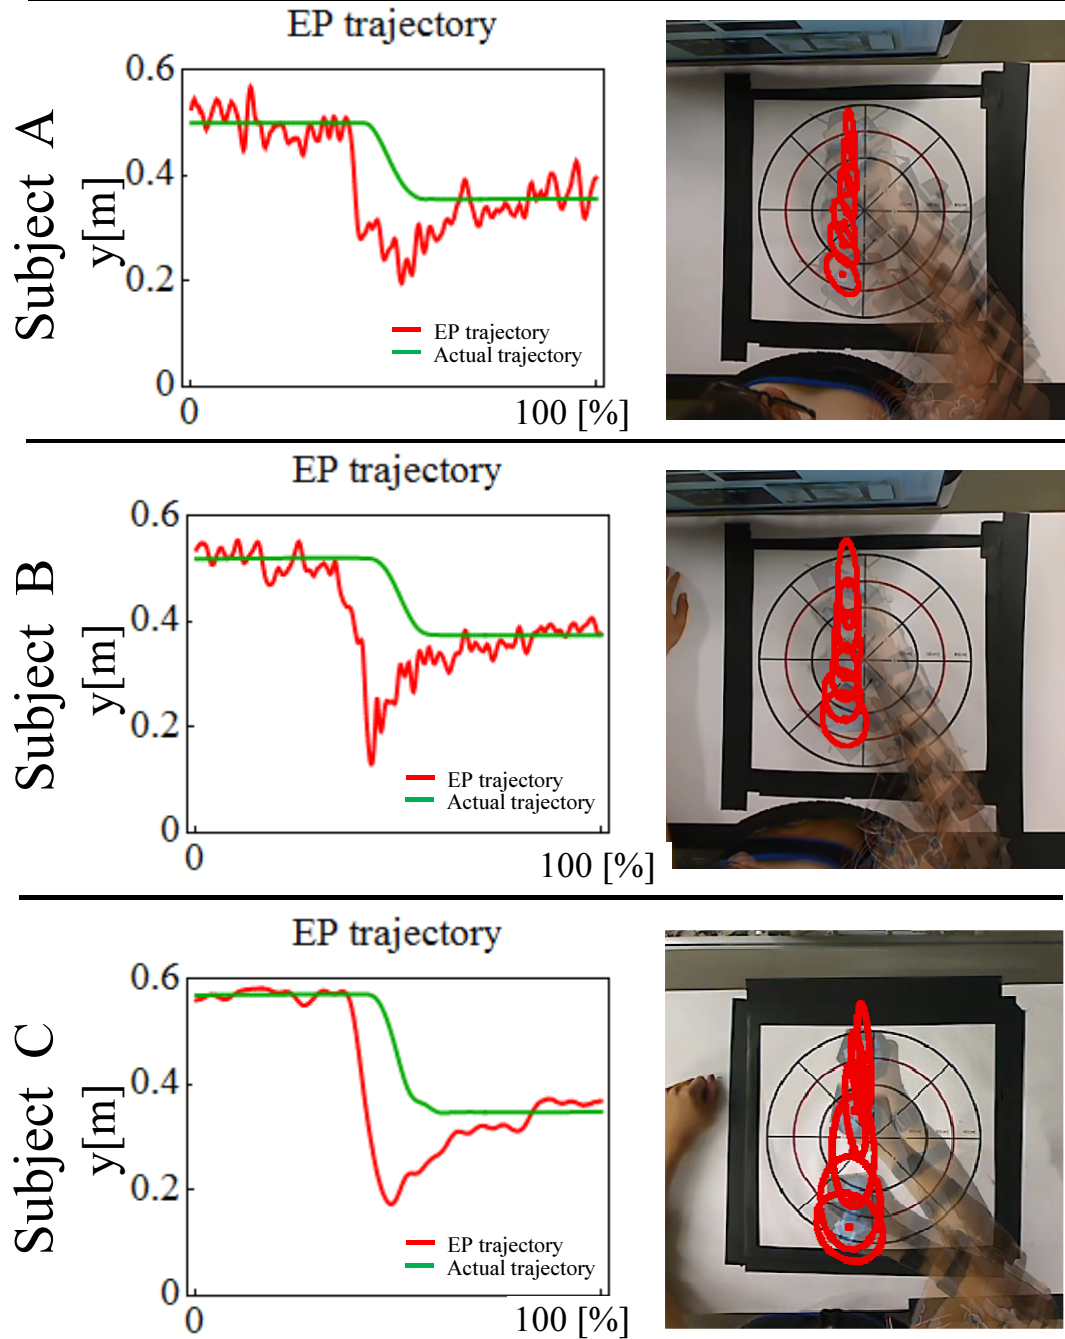 EP trajectory
Subject A
y[m]
0.6
0.4
0.2
0
EP trajectory
Actual trajectory
0
100 [%]
EP trajectory
Subject B
y[m]
0.6
0.4
0.2
0
EP trajectory
Actual trajectory
0
100 [%]
EP trajectory
Subject C
y[m]
0.6
0.4
0.2
0
EP trajectory
Actual trajectory
0
100 [%]